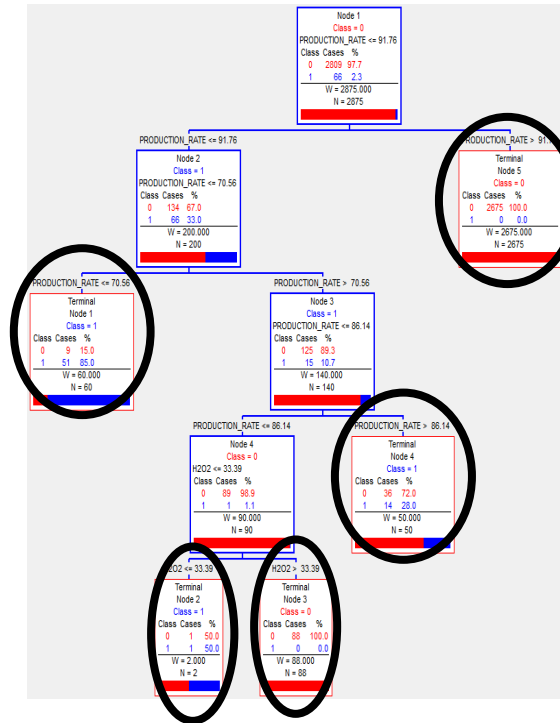 Node 1
Class = 0
PRODUCTION_RATE <= 91.76
Class Cases %
0 2809 97.7
1 66 2.3
W = 2875.000
N = 2875
PRODUCTION_RATE <= 91.76
PRODUCTION_RATE > 91.
Node 2
Class = 1
PRODUCTION_RATE <= 70.56
Class Cases %
0 134 67.0
1 66 33.0
W = 200.000
N = 200
Terminal
Node 5
Class = 0
Class Cases %
0 2675 100.0
1 0 0.0
W = 2675.000
N = 2675
PRODUCTION_RATE <= 70.56
PRODUCTION_RATE > 70.56
Terminal
Node 1
Class = 1
Class Cases %
0 9 15.0
1 51 85.0
W = 60.000
N = 60
Node 3
Class = 1
PRODUCTION_RATE <= 86.14
Class Cases %
0 125 89.3
1 15 10.7
W = 140.000
N = 140
PRODUCTION_RATE <= 86.14
PRODUCTION_RATE > 86.14
Node 4
Class = 0
H2O2 <= 33.39
Class Cases %
0 89 98.9
1 1 1.1
W = 90.000
N = 90
Terminal
Node 4
Class = 1
Class Cases %
0 36 72.0
1 14 28.0
W = 50.000
N = 50
H2O2 <= 33.39
H2O2 > 33.39
Terminal
Node 2
Class = 1
Class Cases %
0 1 50.0
1 1 50.0
W = 2.000
N = 2
Terminal
Node 3
Class = 0
Class Cases %
0 88 100.0
1 0 0.0
W = 88.000
N = 88